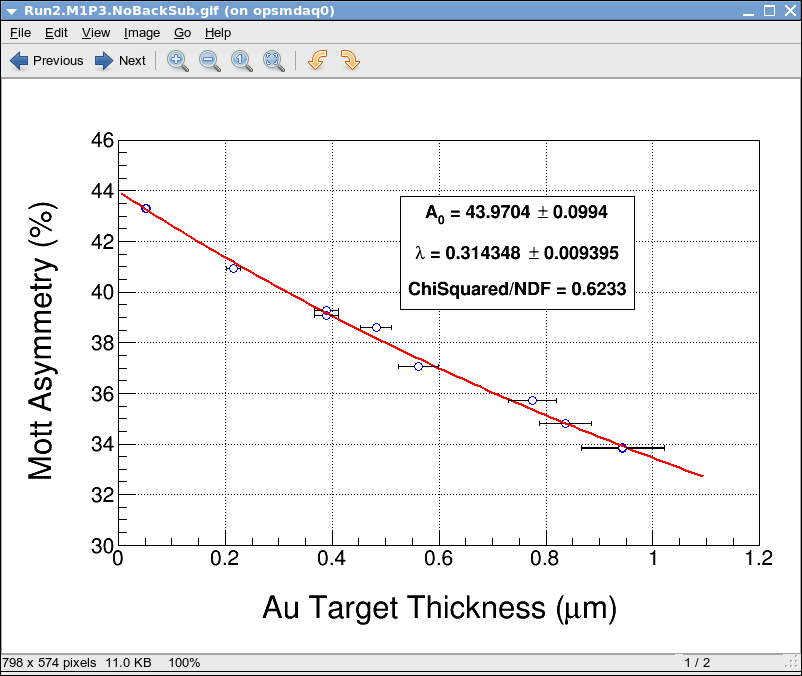 Run2.M1P3.NoBackSub.gif (on opsmdaq0)
File Edit View Image Go Help
Previous Next
46
44
42
40
38
36
34
32
30
Mott Asymmetry (%)
A0 = 43.9704 ± 0.0994
λ = 0.314348 ± 0.009395
ChiSquared/NDF = 0.6233
0 0.2 0.4 0.6 0.8 1 1.2
Au Target Thickness (μm)
798 x 574 pixels 11.0 KB 100% 1 / 2